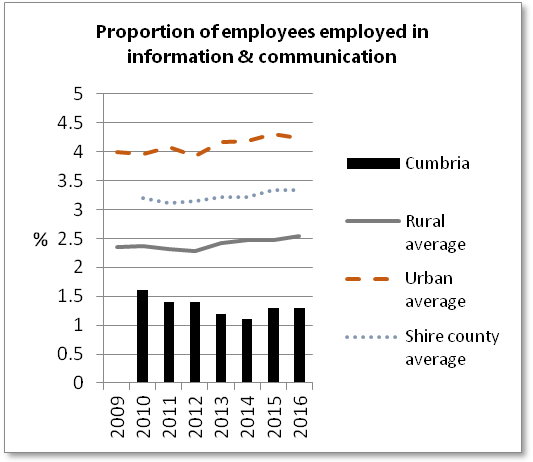 Proportion of employees employed in
information & communication
5
4.5
4
3.5
3
2.5
2
1.5
1
0.5
0
%
2009
2010
2011
2012
2013
2014
2015
2016
Cumbria
Rural
average
Urban
average
Shire county
average